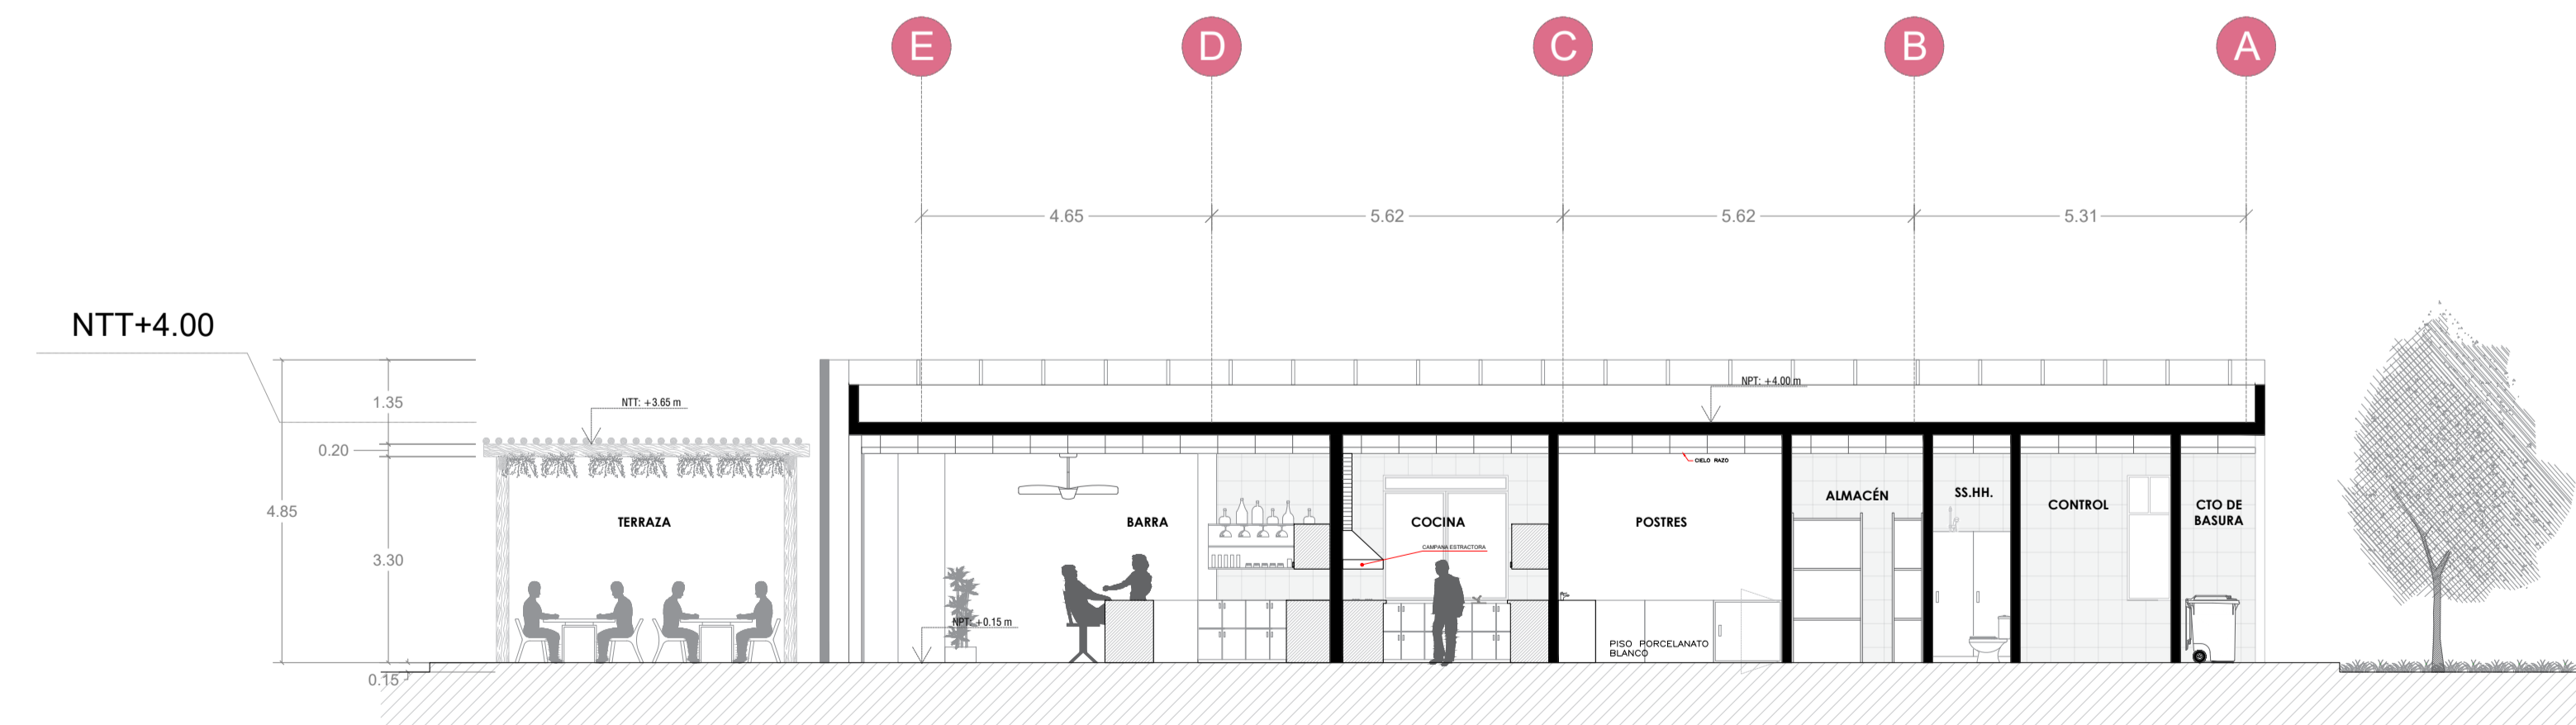 E
D
C
B
A
4.65
5.62
5.62
5.31
NTT+4.00
1.35
0.20
4.85
3.30
0.15
NTT: +3.65 m
NPT: +4.00 m
CIELO RAZO
TERRAZA
BARRA
COCINA
CAMPANA ESTRACTORA
POSTRES
ALMACÉN
SS.HH.
CONTROL
CTO DE
BASURA
NPT: +0.15 m
PISO PORCELANATO
BLANCO